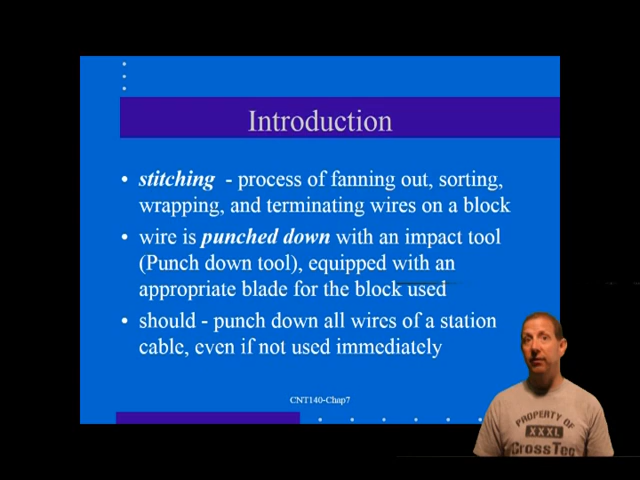 Introduction
• stitching - process of fanning out, sorting,
wrapping, and terminating wires on a block
• wire is punched down with an impact tool
(Punch down tool), equipped with an
appropriate blade for the block used
• should - punch down all wires of a station
cable, even if not used immediately
CNT140-Chap7
PROPERTY OF
XXXL